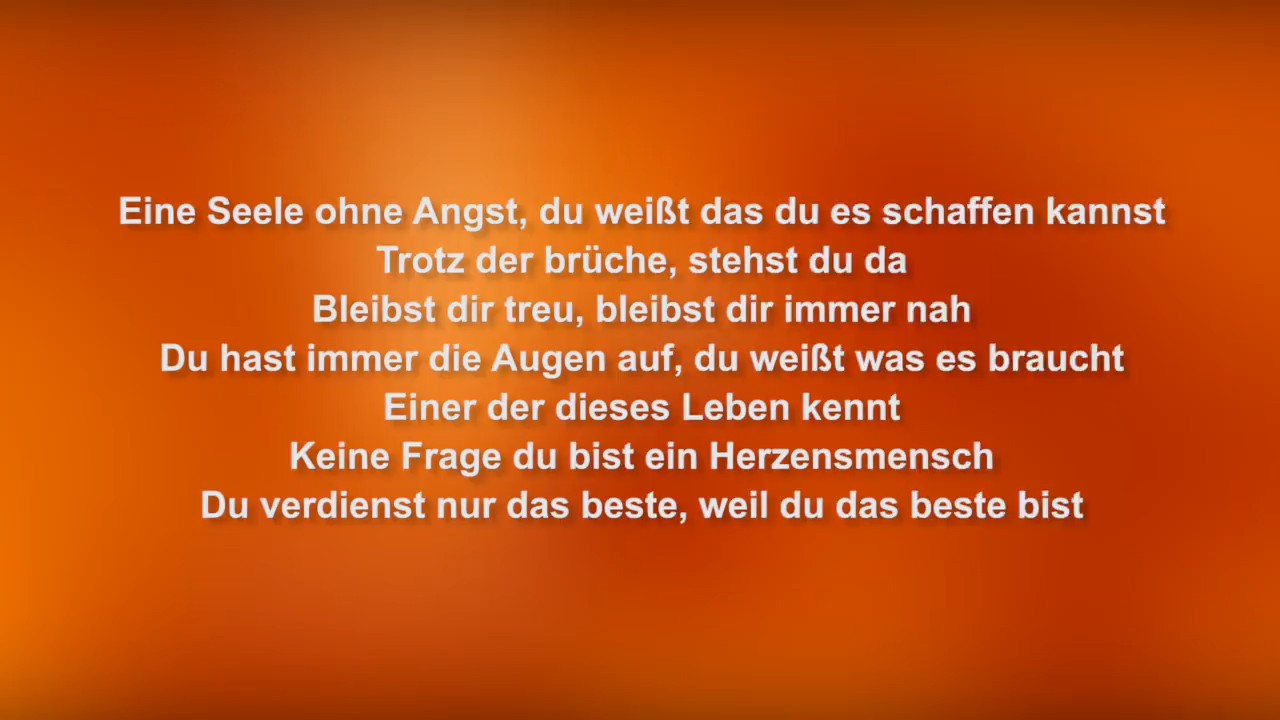 Eine Seele ohne Angst, du weißt das du es schaffen kannst
Trotz der brüche, stehst du da
Bleibst dir treu, bleibst dir immer nah
Du hast immer die Augen auf, du weißt was es braucht
Einer der dieses Leben kennt
Keine Frage du bist ein Herzensmensch
Du verdienst nur das beste, weil du das beste bist